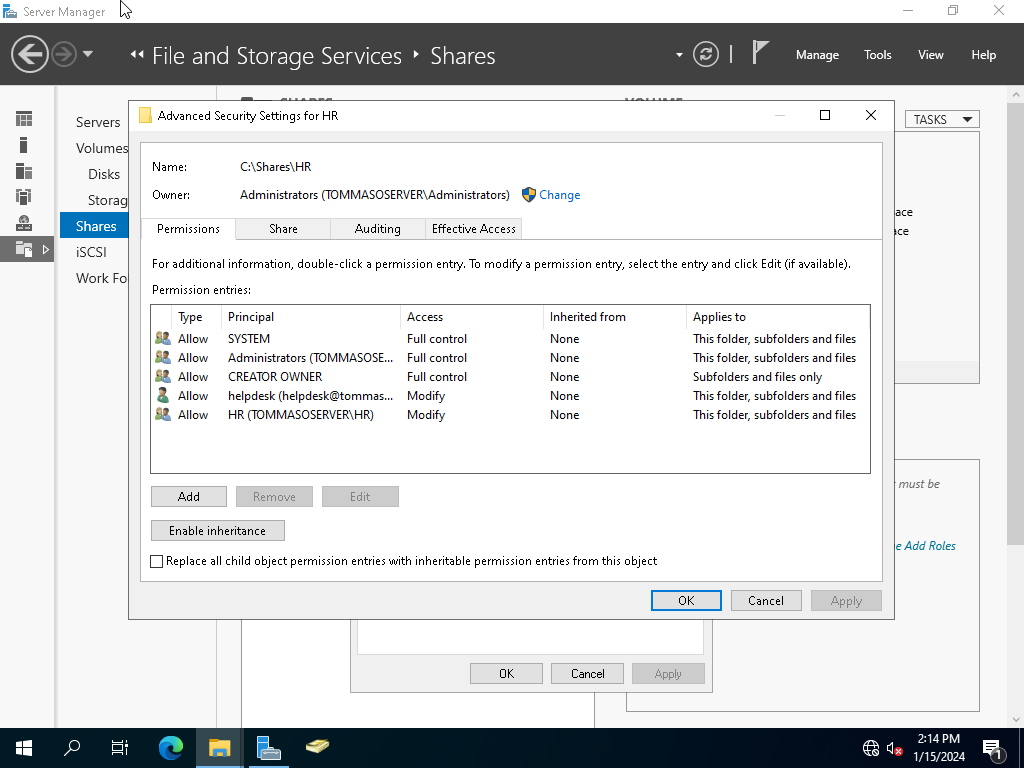 Server Manager
File and Storage Services
Shares
Manage
Tools
View
Help
Servers
Volumes
Disks
Shares
iSCSI
TASKS
Advanced Security Settings for HR
Name:
C:\Shares\HR
Owner:
Administrators (TOMMASOSERVER\Administrators)
Change
Permissions
Share
Auditing
Effective Access
For additional information, double-click a permission entry. To modify a permission entry, select the entry and click Edit (if available).
Permission entries:
Type Principal Access Inherited from Applies to
Allow SYSTEM Full control None This folder, subfolders and files
Allow Administrators (TOMMASOSE... Full control None This folder, subfolders and files
Allow CREATOR OWNER Full control None Subfolders and files only
Allow helpdesk (helpdesk@tommas... Modify None This folder, subfolders and files
Allow HR (TOMMASOSERVER\HR) Modify None This folder, subfolders and files
Add
Remove
Edit
Enable inheritance
Replace all child object permission entries with inheritable permission entries from this object
OK
Cancel
Apply
must be
Add Roles
OK
Cancel
Apply
2:14 PM
1/15/2024
1